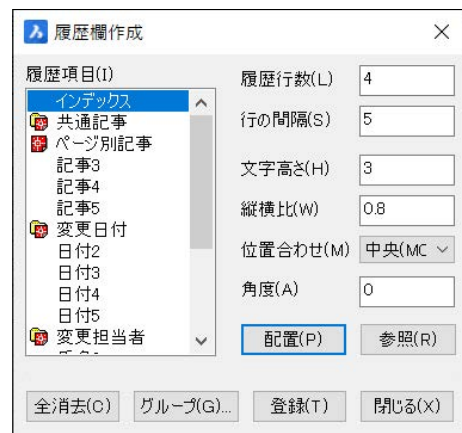 履歴欄作成
履歴項目(I)
インデックス
共通記事
ページ別記事
記事3
記事4
記事5
変更日付
日付2
日付3
日付4
日付5
変更担当者
履歴行数(L)
4
行の間隔(S)
5
文字高さ(H)
3
縦横比(W)
0.8
位置合わせ(M)
中央(MC
角度(A)
0
配置(P)
参照(R)
全消去(C)
グループ(G)...
登録(T)
閉じる(X)